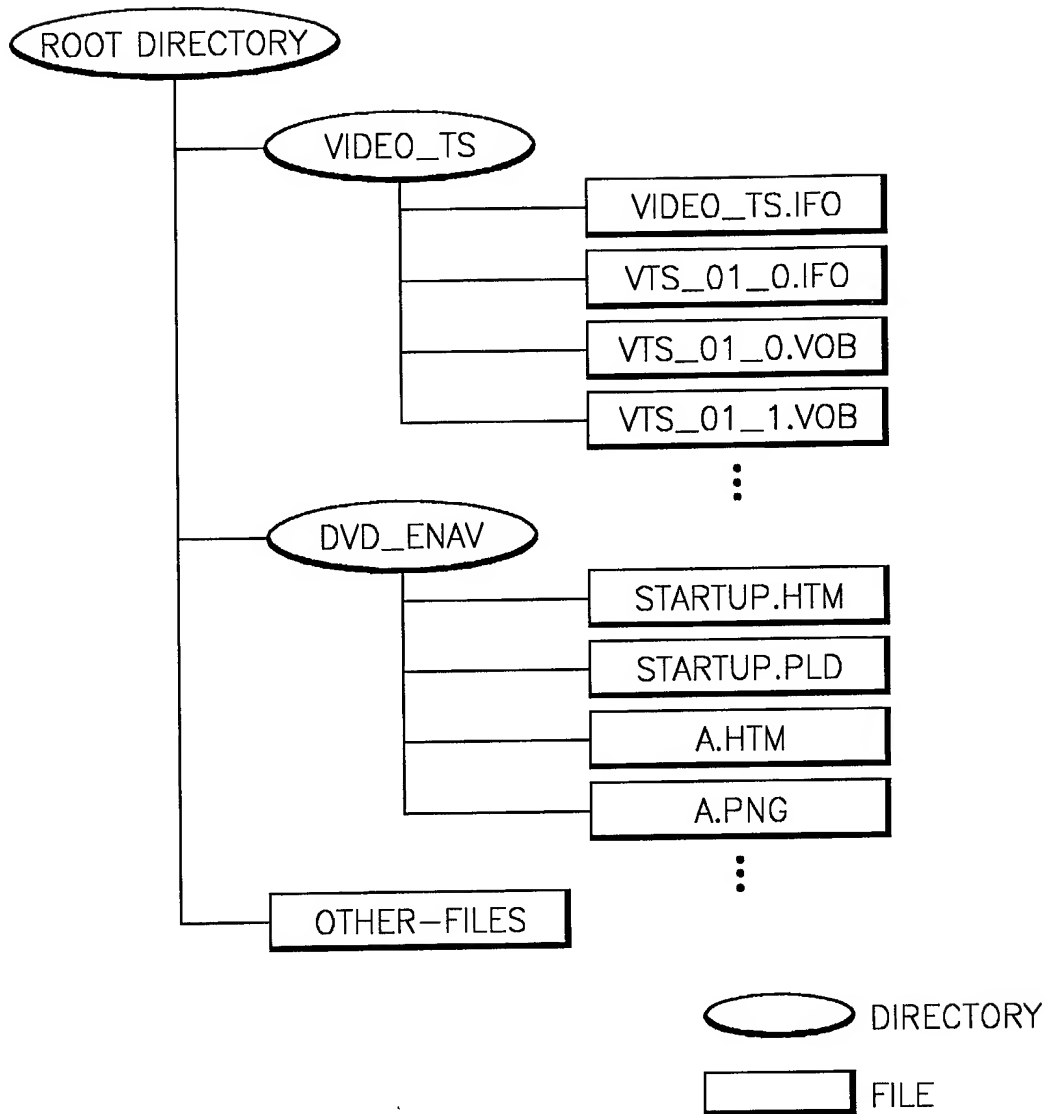 ROOT DIRECTORY
VIDEO_TS
VIDEO_TS.IFO
VTS_01_0.IFO
VTS_01_0.VOB
VTS_01_1.VOB
DVD_ENAV
STARTUP.HTM
STARTUP.PLD
A.HTM
A.PNG
OTHER-FILES
DIRECTORY
FILE